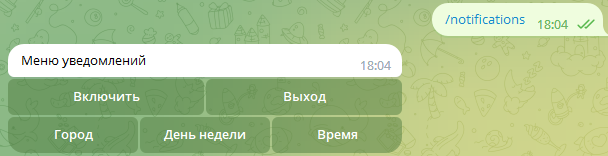 /notifications 18:04
Меню уведомлений 18:04
Включить Выход
Город День недели Время